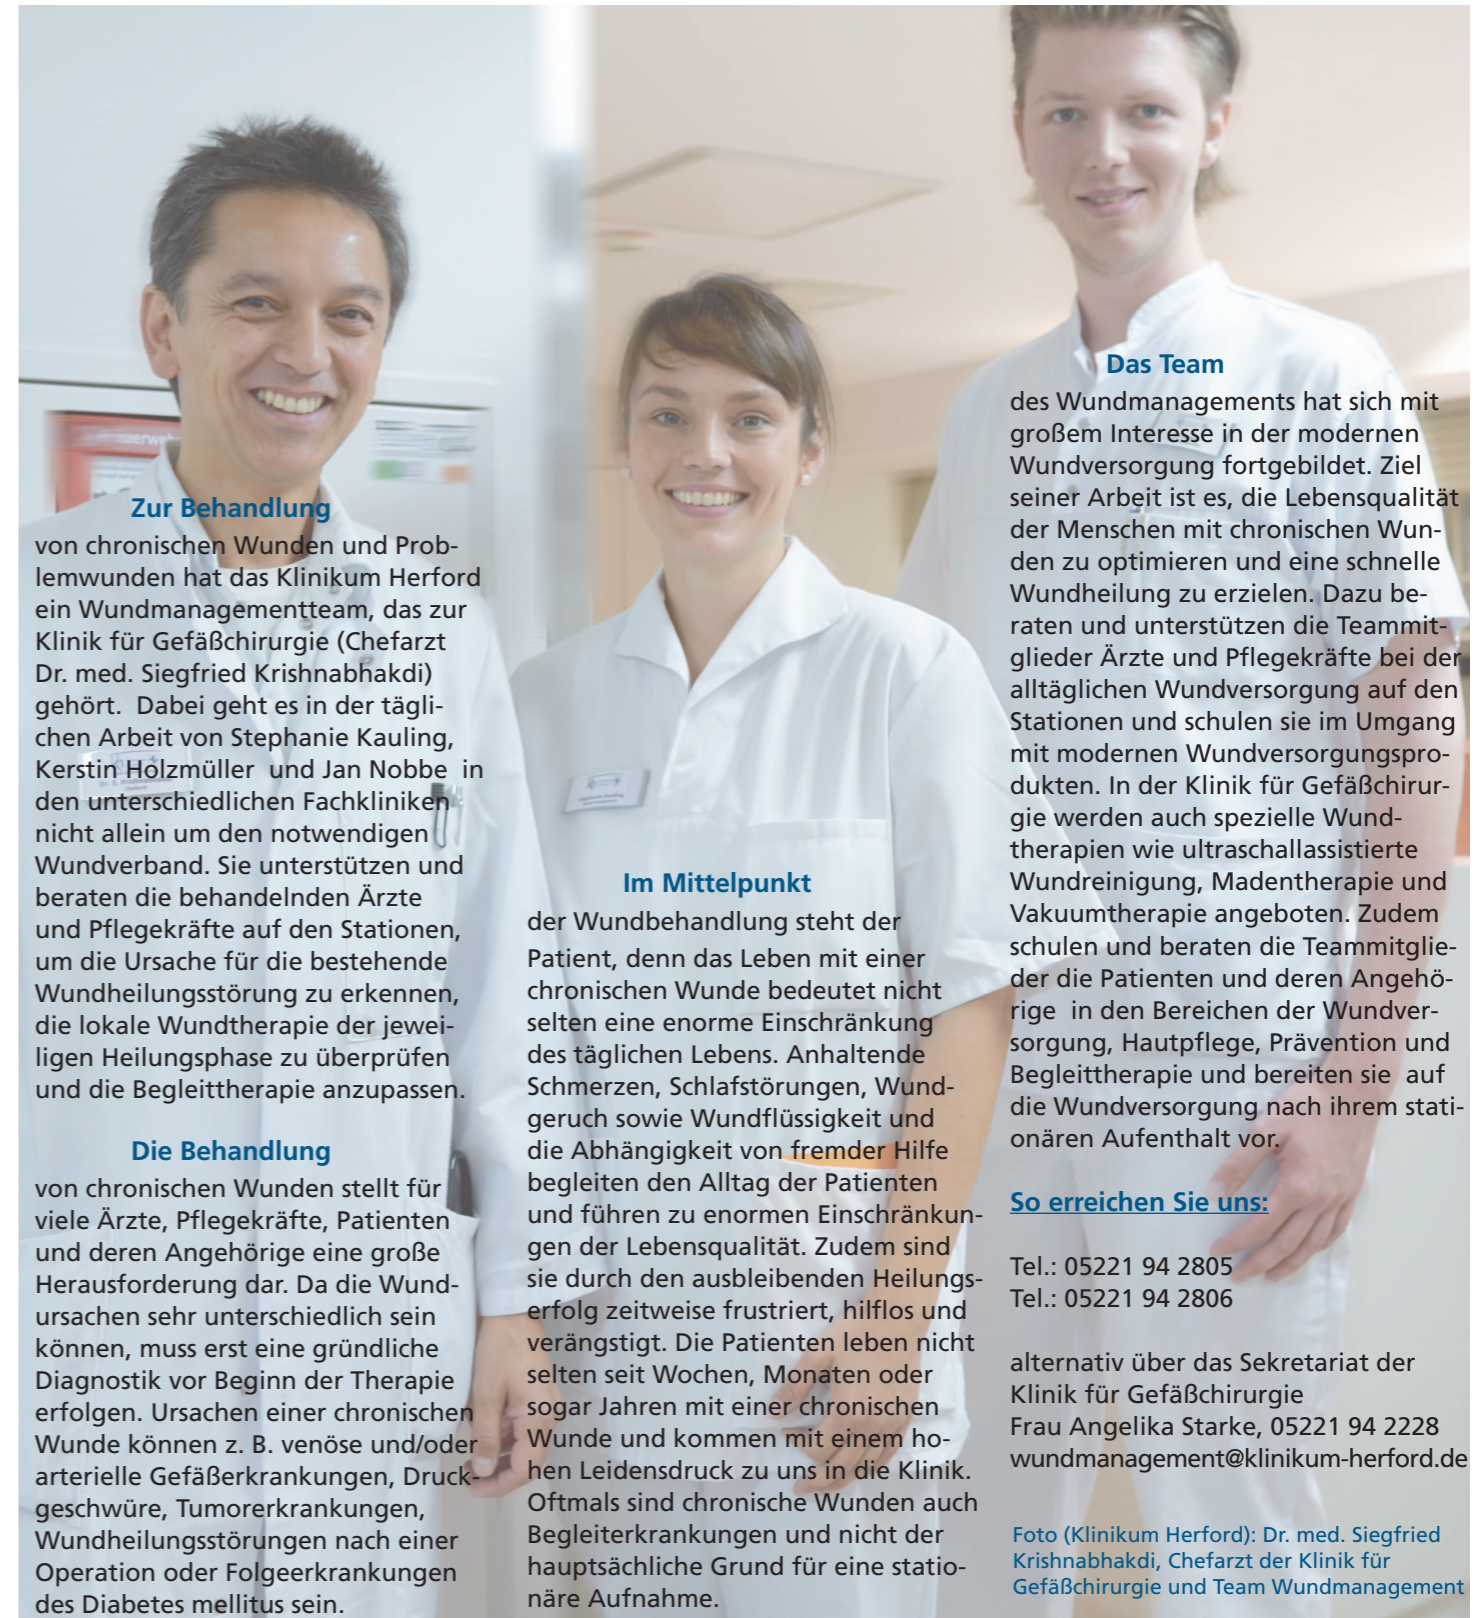 Zur Behandlung
von chronischen Wunden und Prob-
lemwunden hat das Klinikum Herford
ein Wundmanagementteam, das zur
Klinik für Gefäßchirurgie (Chefarzt
Dr. med. Siegfried Krishnabhakdi)
gehört.  Dabei geht es in der tägli-
chen Arbeit von Stephanie Kauling,
Kerstin Holzmüller  und Jan Nobbe  in
den unterschiedlichen Fachkliniken
nicht allein um den notwendigen
Wundverband. Sie unterstützen und
beraten die behandelnden Ärzte
und Pflegekräfte auf den Stationen,
um die Ursache für die bestehende
Wundheilungsstörung zu erkennen,
die lokale Wundtherapie der jewei-
ligen Heilungsphase zu überprüfen
und die Begleittherapie anzupassen.
Die Behandlung
von chronischen Wunden stellt für
viele Ärzte, Pflegekräfte, Patienten
und deren Angehörige eine große
Herausforderung dar. Da die Wund-
ursachen sehr unterschiedlich sein
können, muss erst eine gründliche
Diagnostik vor Beginn der Therapie
erfolgen. Ursachen einer chronischen
Wunde können z. B. venöse und/oder
arterielle Gefäßerkrankungen, Druck-
geschwüre, Tumorerkrankungen,
Wundheilungsstörungen nach einer
Operation oder Folgeerkrankungen
des Diabetes mellitus sein.
Im Mittelpunkt
der Wundbehandlung steht der
Patient, denn das Leben mit einer
chronischen Wunde bedeutet nicht
selten eine enorme Einschränkung
des täglichen Lebens. Anhaltende
Schmerzen, Schlafstörungen, Wund-
geruch sowie Wundflüssigkeit und
die Abhängigkeit von fremder Hilfe
begleiten den Alltag der Patienten
und führen zu enormen Einschränkun-
gen der Lebensqualität. Zudem sind
sie durch den ausbleibenden Heilungs-
erfolg zeitweise frustriert, hilflos und
verängstigt. Die Patienten leben nicht
selten seit Wochen, Monaten oder
sogar Jahren mit einer chronischen
Wunde und kommen mit einem ho-
hen Leidensdruck zu uns in die Klinik.
Oftmals sind chronische Wunden auch
Begleiterkrankungen und nicht der
hauptsächliche Grund für eine statio-
näre Aufnahme.
Das Team
des Wundmanagements hat sich mit
großem Interesse in der modernen
Wundversorgung fortgebildet. Ziel
seiner Arbeit ist es, die Lebensqualität
der Menschen mit chronischen Wun-
den zu optimieren und eine schnelle
Wundheilung zu erzielen. Dazu be-
raten und unterstützen die Teammit-
glieder Ärzte und Pflegekräfte bei der
alltäglichen Wundversorgung auf den
Stationen und schulen sie im Umgang
mit modernen Wundversorgungspro-
dukten. In der Klinik für Gefäßchirur-
gie werden auch spezielle Wund-
therapien wie ultraschallassistierte
Wundreinigung, Madentherapie und
Vakuumtherapie angeboten. Zudem
schulen und beraten die Teammitglie-
der die Patienten und deren Angehö-
rige  in den Bereichen der Wundver-
sorgung, Hautpflege, Prävention und
Begleittherapie und bereiten sie  auf
die Wundversorgung nach ihrem stati-
onären Aufenthalt vor.
So erreichen Sie uns:
Tel.: 05221 94 2805
Tel.: 05221 94 2806
alternativ über das Sekretariat der
Klinik für Gefäßchirurgie
Frau Angelika Starke, 05221 94 2228
wundmanagement@klinikum-herford.de
Foto (Klinikum Herford): Dr. med. Siegfried
Krishnabhakdi, Chefarzt der Klinik für
Gefäßchirurgie und Team Wundmanagement